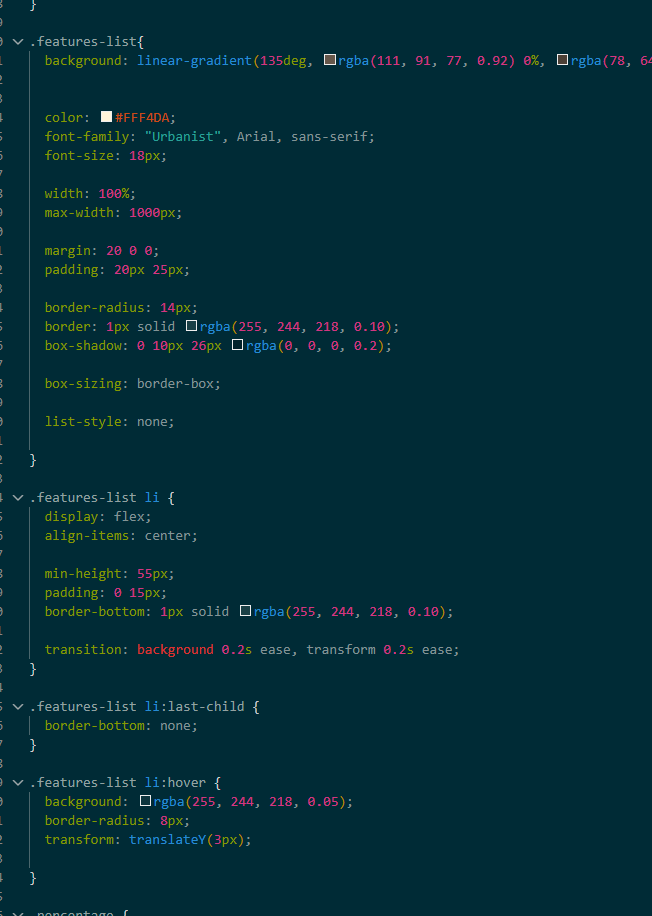 }
.features-list{
background: linear-gradient(135deg, rgba(111, 91, 77, 0.92) 0%, rgba(78, 64
color: #FFF4DA;
font-family: "Urbanist", Arial, sans-serif;
font-size: 18px;
width: 100%;
max-width: 1000px;
margin: 20 0 0;
padding: 20px 25px;
border-radius: 14px;
border: 1px solid rgba(255, 244, 218, 0.10);
box-shadow: 0 10px 26px rgba(0, 0, 0, 0.2);
box-sizing: border-box;
list-style: none;
}
.features-list li {
display: flex;
align-items: center;
min-height: 55px;
padding: 0 15px;
border-bottom: 1px solid rgba(255, 244, 218, 0.10);
transition: background 0.2s ease, transform 0.2s ease;
}
.features-list li:last-child {
border-bottom: none;
}
.features-list li:hover {
background: rgba(255, 244, 218, 0.05);
border-radius: 8px;
transform: translateY(3px);
}
.percentage {